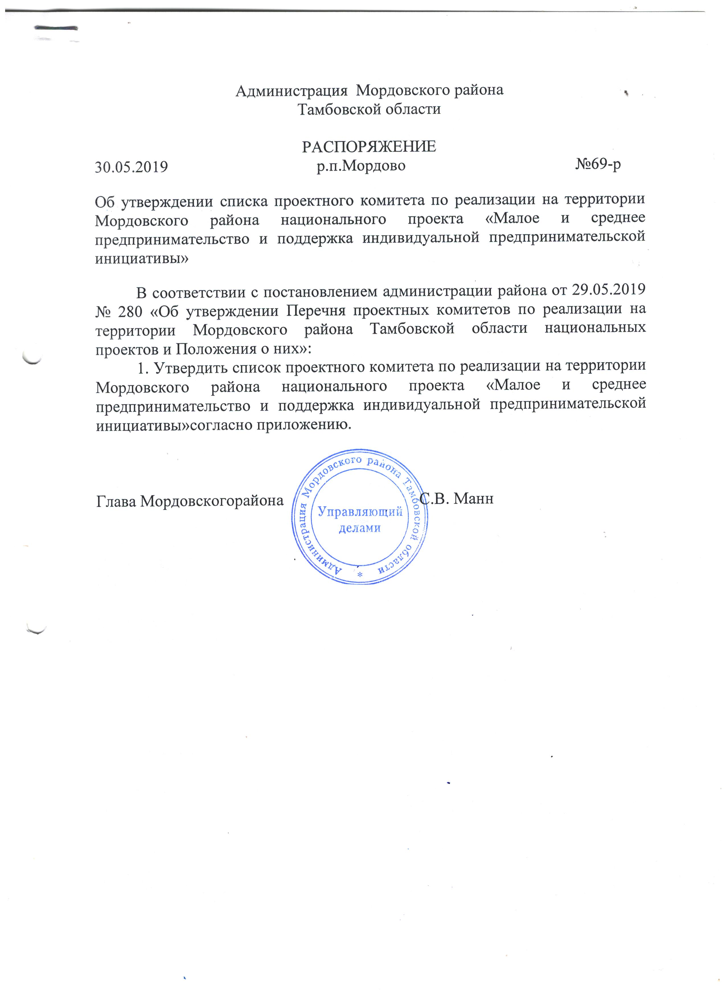 Администрация Мордовского района
Тамбовской области
РАСПОРЯЖЕНИЕ
30.05.2019 р.п.Мордово №69-р
Об утверждении списка проектного комитета по реализации на территории
Мордовского района национального проекта «Малое и среднее
предпринимательство и поддержка индивидуальной предпринимательской
инициативы»
В соответствии с постановлением администрации района от 29.05.2019
№ 280 «Об утверждении Перечня проектных комитетов по реализации на
территории Мордовского района Тамбовской области национальных
проектов и Положения о них»:
1. Утвердить список проектного комитета по реализации на территории
Мордовского района национального проекта «Малое и среднее
предпринимательство и поддержка индивидуальной предпринимательской
инициативы»согласно приложению.
Глава Мордовскогорайона С.В. Манн
Администрация Мордовского района Тамбовской области *
Управляющий
делами